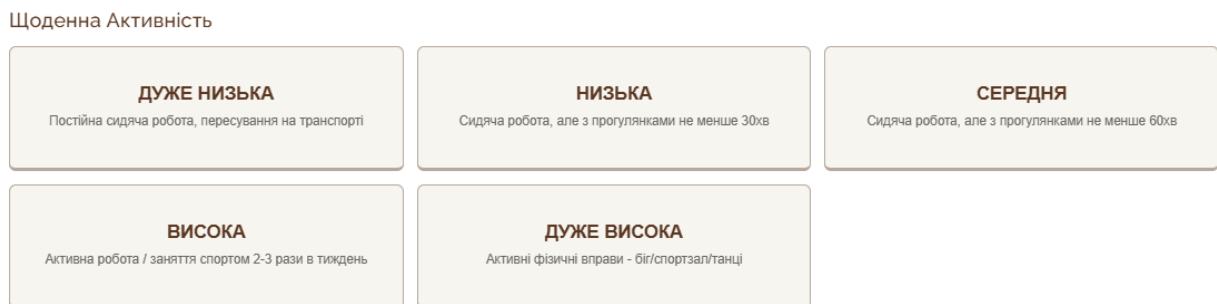 Щоденна Активність
ДУЖЕ НИЗЬКА
Постійна сидяча робота, пересування на транспорті
НИЗЬКА
Сидяча робота, але з прогулянками не менше 30хв
СЕРЕДНЯ
Сидяча робота, але з прогулянками не менше 60хв
ВИСОКА
Активна робота / заняття спортом 2-3 рази в тиждень
ДУЖЕ ВИСОКА
Активні фізичні вправи - біг/спортзал/танці